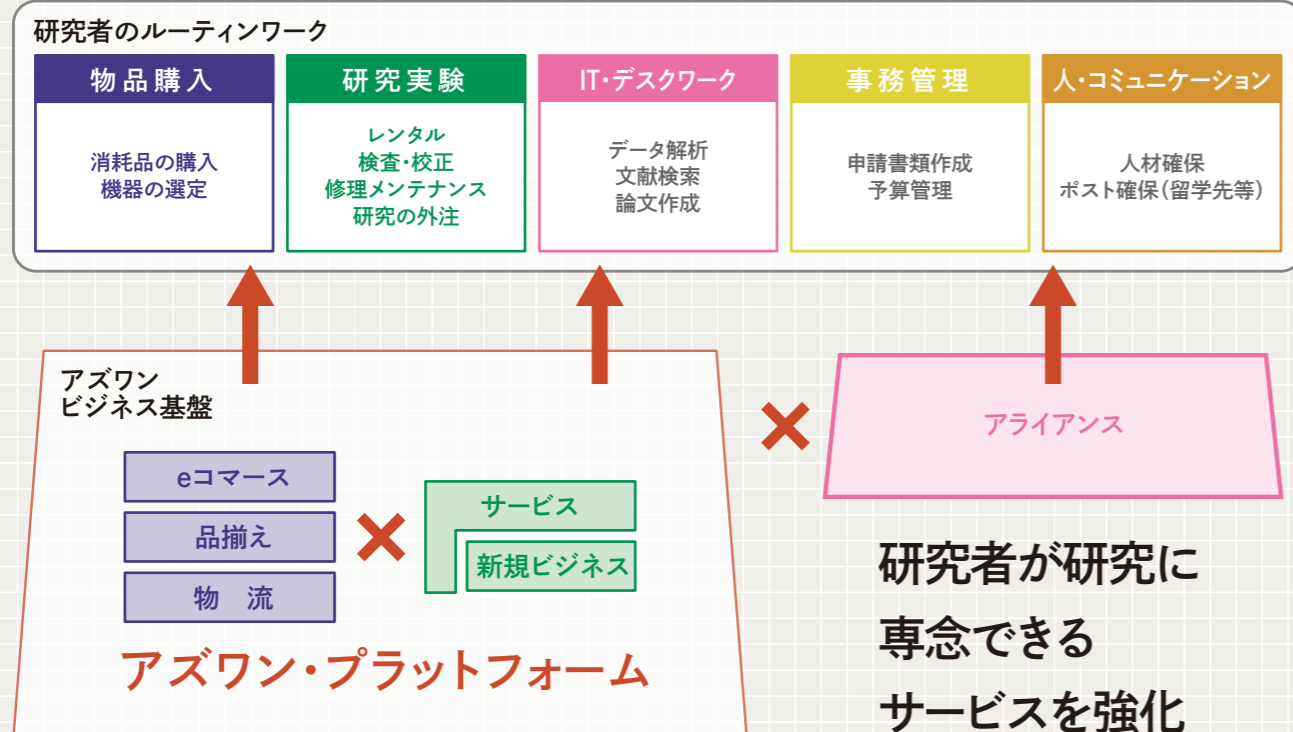 研究者のルーティンワーク
物品購入
消耗品の購入
機器の選定
研究実験
レンタル
検査・校正
修理メンテナンス
研究の外注
IT・デスクワーク
データ解析
文献検索
論文作成
事務管理
申請書類作成
予算管理
人・コミュニケーション
人材確保
ポスト確保(留学先等)
アズワン
ビジネス基盤
eコマース
品揃え
物 流
サービス
新規ビジネス
アズワン・プラットフォーム
アライアンス
研究者が研究に
専念できる
サービスを強化